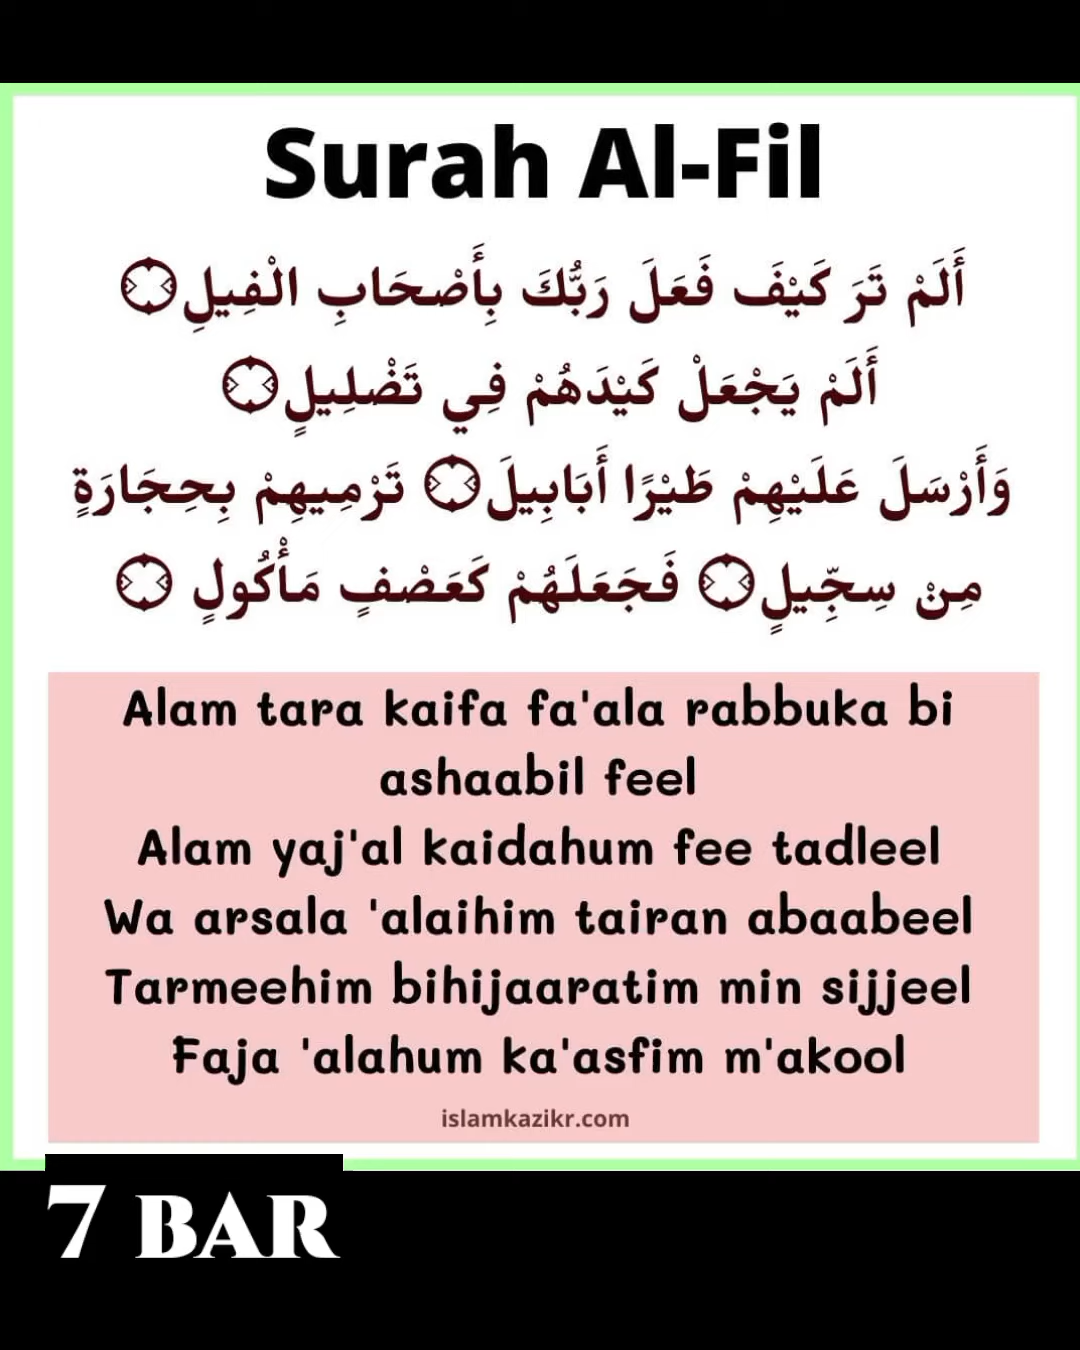 Surah Al-Fil
أَلَمْ تَرَ كَيْفَ فَعَلَ رَبُّكَ بِأَصْحَابِ الْفِيلِ۝
أَلَمْ يَجْعَلْ كَيْدَهُمْ فِي تَضْلِيلٍ۝
وَأَرْسَلَ عَلَيْهِمْ طَيْرًا أَبَابِيلَ۝ تَرْمِيهِمْ بِحِجَارَةٍ
مِنْ سِجِّيلٍ۝ فَجَعَلَهُمْ كَعَصْفٍ مَأْكُولٍ ۝
Alam tara kaifa fa'ala rabbuka bi
ashaabil feel
Alam yaj'al kaidahum fee tadleel
Wa arsala 'alaihim tairan abaabeel
Tarmeehim bihijaaratim min sijjeel
Faja 'alahum ka'asfim m'akool
islamkazikr.com
7 BAR